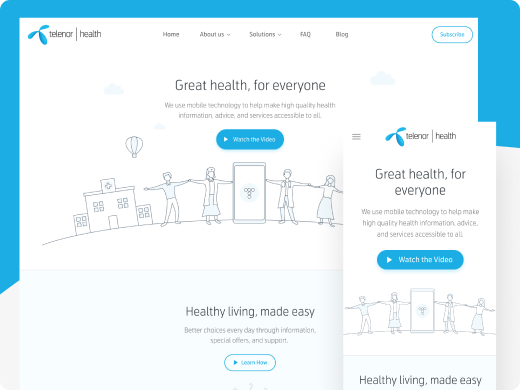 telenor | health
Home
About us
Solutions
FAQ
Blog
Subscribe
Great health, for everyone
We use mobile technology to help make high quality health
information, advice, and services accessible to all.
Watch the Video
Healthy living, made easy
Better choices every day through information,
special offers, and support.
Learn How
telenor | health
Great health, for
everyone
We use mobile technology to help make
high quality health information, advice,
and services accessible to all.
Watch the Video
Healthy living, made easy